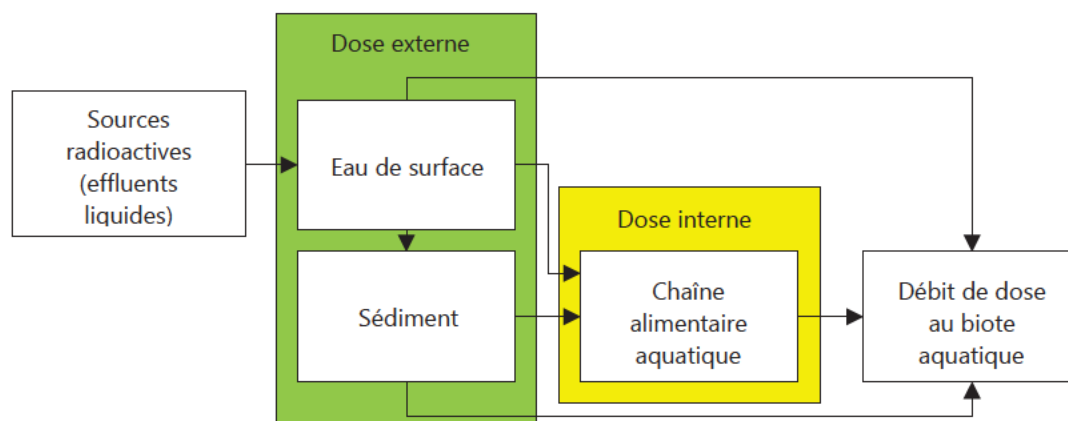 Dose externe
Sources
radioactives
(effluents
liquides)
Eau de surface
Sédiment
Dose interne
Chaîne
alimentaire
aquatique
Débit de dose
au biote
aquatique